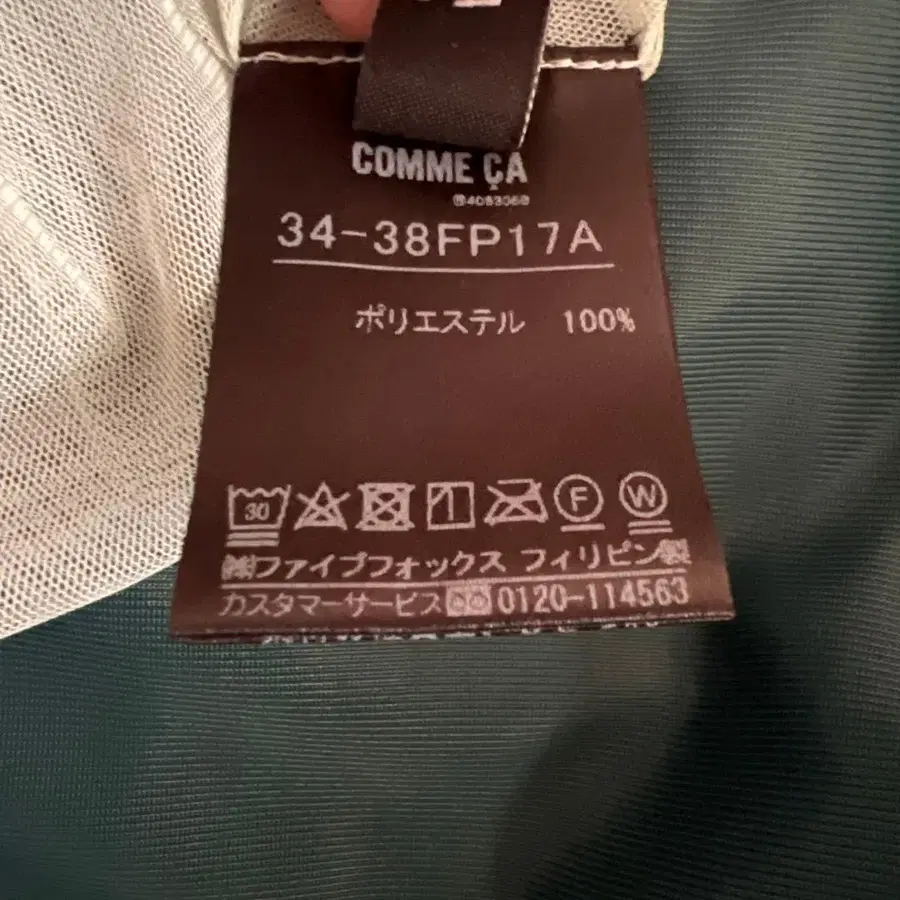 COMME ÇA
34-38FP17A
ポリエステル 100%
30 F W
㈱ファイブフォックス フィリピン製
カスタマーサービス 0120-114563